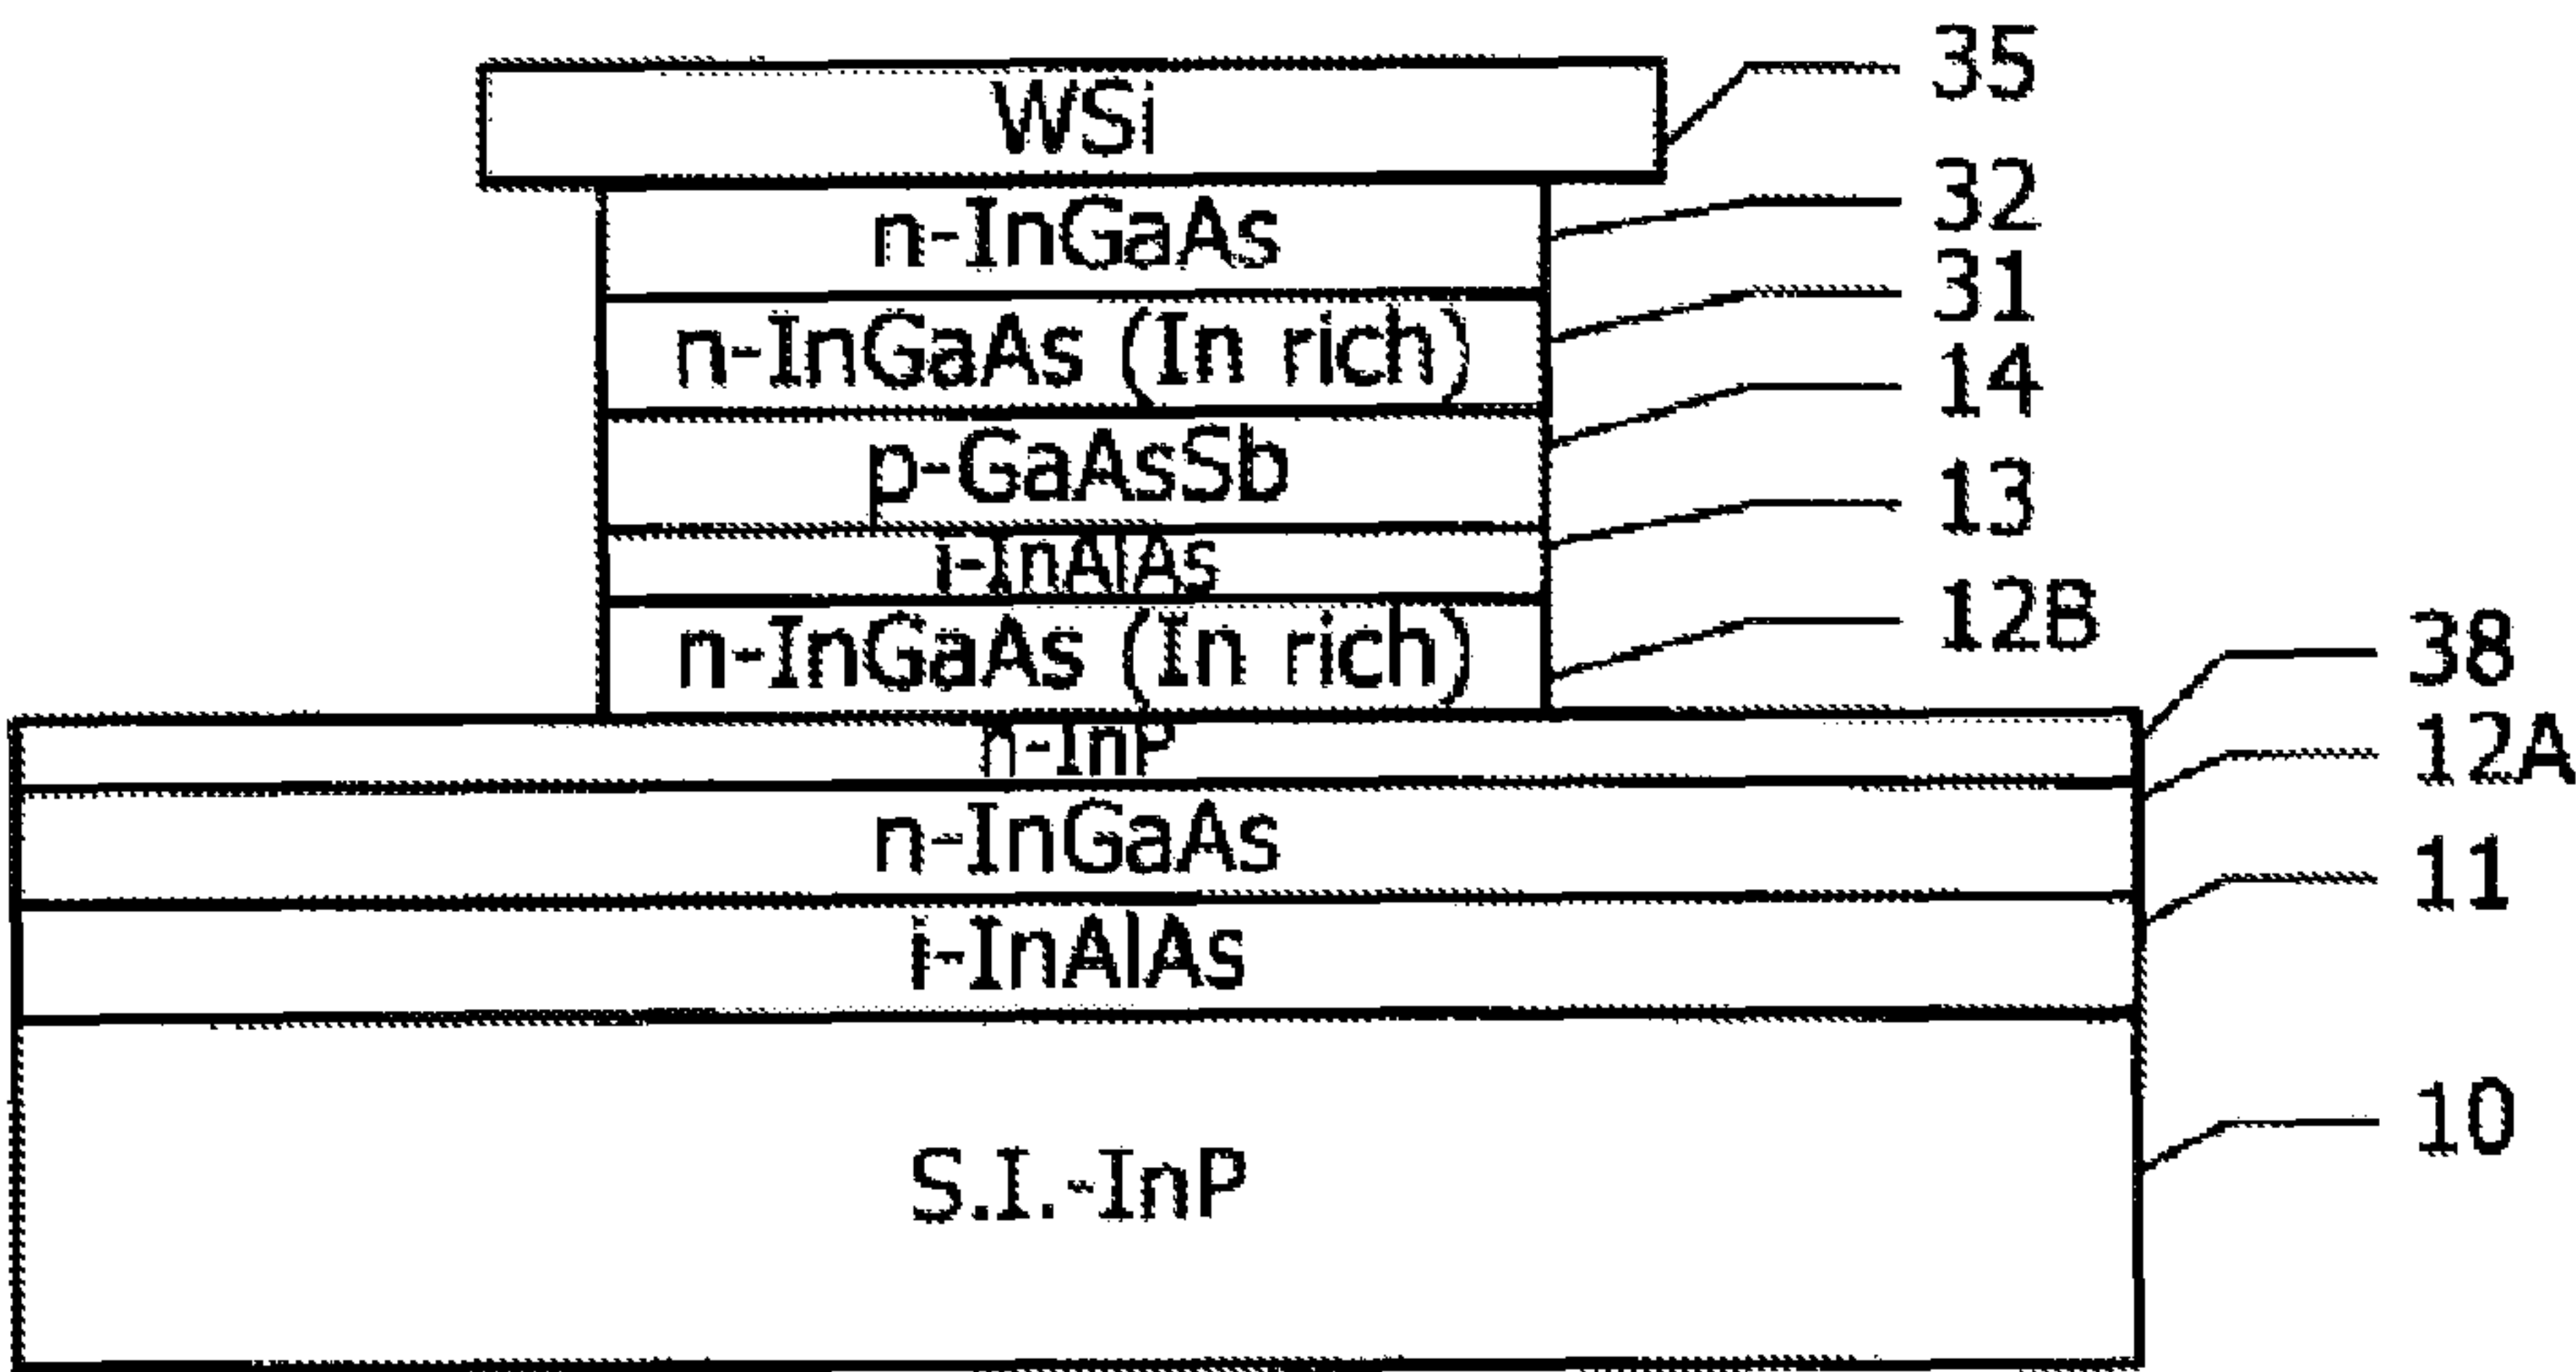 WSi 35
n-InGaAs 32
n-InGaAs (In rich) 31
p-GaAsSb 14
i-InAlAs 13
n-InGaAs (In rich) 12B
n-InP 38
n-InGaAs 12A
i-InAlAs 11
S.I.-InP 10